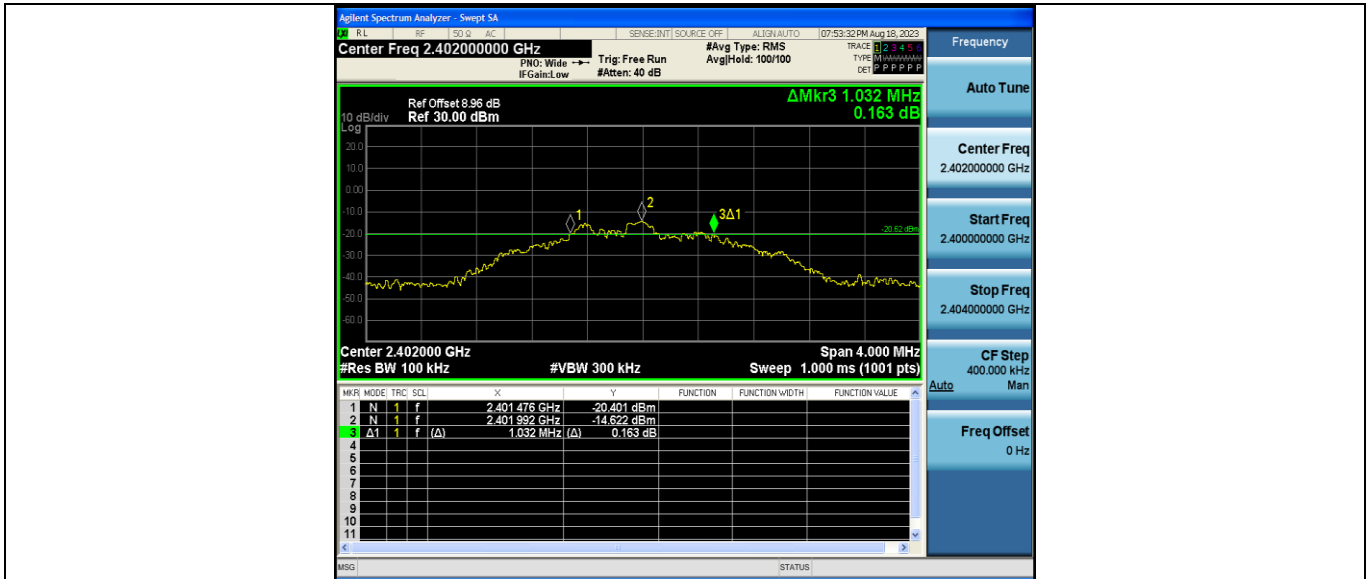 Agilent Spectrum Analyzer - Swept SA
LXI RL RF 50 Ω AC SENSE:INT SOURCE OFF ALIGN AUTO 07:53:32 PM Aug 18, 2023
Center Freq 2.402000000 GHz
#Avg Type: RMS
TRACE 1 2 3 4 5 6
PNO: Wide
Trig: Free Run
Avg|Hold: 100/100
TYPE M WWWWW
IFGain:Low
#Atten: 40 dB
DET P P P P P P
Frequency
Auto Tune
ΔMkr3 1.032 MHz
0.163 dB
Ref Offset 8.96 dB
10 dB/div Ref 30.00 dBm
Log
20.0
10.0
0.00
-10.0
-20.0
-30.0
-40.0
-50.0
-60.0
1
2
3Δ1
-20.62 dBm
Center 2.402000 GHz Span 4.000 MHz
#Res BW 100 kHz #VBW 300 kHz Sweep 1.000 ms (1001 pts)
Center Freq
2.402000000 GHz
Start Freq
2.400000000 GHz
Stop Freq
2.404000000 GHz
CF Step
400.000 kHz
Auto Man
Freq Offset
0 Hz
MKR MODE TRC SCL X Y FUNCTION FUNCTION WIDTH FUNCTION VALUE
1 N 1 f 2.401 476 GHz -20.401 dBm
2 N 1 f 2.401 992 GHz -14.622 dBm
3 Δ1 1 f (Δ) 1.032 MHz (Δ) 0.163 dB
4
5
6
7
8
9
10
11
MSG STATUS